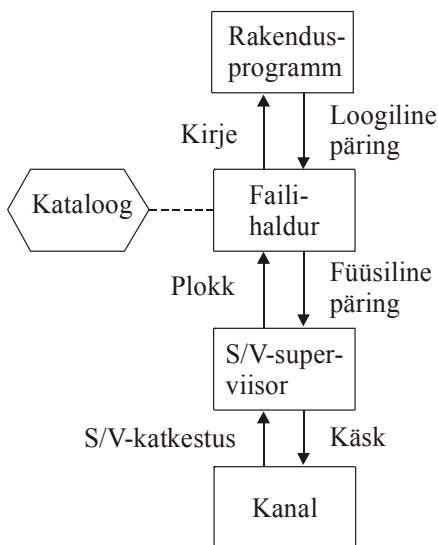 Rakendus-
programm
Kirje
Loogiline
päring
Kataloog
Faili-
haldur
Plokk
Füüsiline
päring
S/V-super-
viisor
S/V-katkestus
Käsk
Kanal